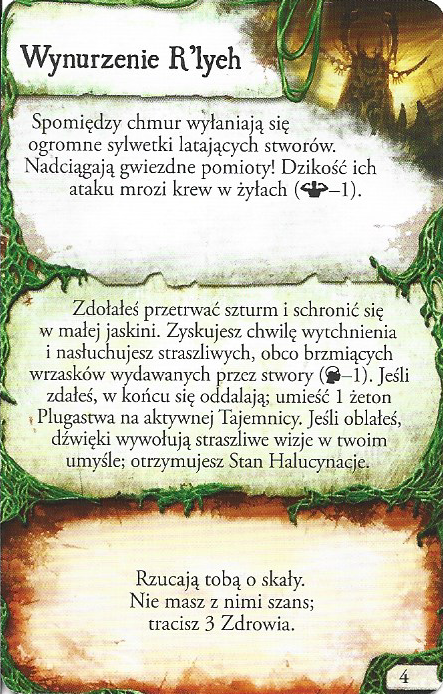 Wynurzenie R'lyeh
Spomiędzy chmur wyłaniają się
ogromne sylwetki latających stworów.
Nadciągają gwiezdne pomioty! Dzikość ich
ataku mrozi krew w żyłach (–1).
Zdołałeś przetrwać szturm i schronić się
w małej jaskini. Zyskujesz chwilę wytchnienia
i nasłuchujesz straszliwych, obco brzmiących
wrzasków wydawanych przez stwory (–1). Jeśli
zdałeś, w końcu się oddalają; umieść 1 żeton
Plugastwa na aktywnej Tajemnicy. Jeśli oblałeś,
dźwięki wywołują straszliwe wizje w twoim
umyśle; otrzymujesz Stan Halucynacje.
Rzucają tobą o skały.
Nie masz z nimi szans;
tracisz 3 Zdrowia.
4